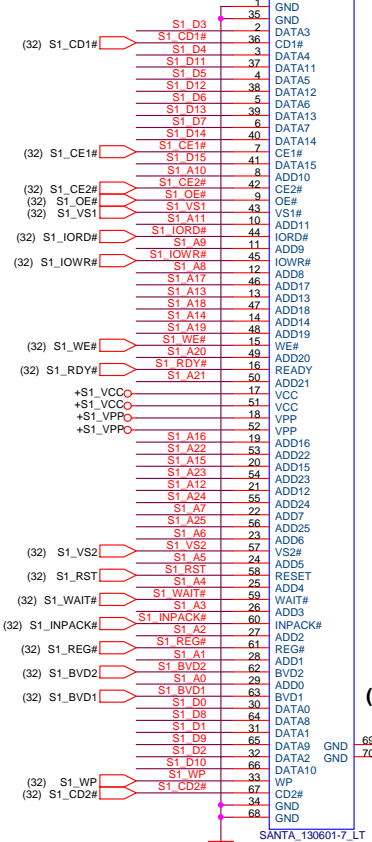 1 GND
35 GND
S1_D3 2 DATA3
(32) S1_CD1# S1_CD1# 36 CD1#
S1_D4 3 DATA4
S1_D11 37 DATA11
S1_D5 4 DATA5
S1_D12 38 DATA12
S1_D6 5 DATA6
S1_D13 39 DATA13
S1_D7 6 DATA7
S1_D14 40 DATA14
(32) S1_CE1# S1_CE1# 7 CE1#
S1_D15 41 DATA15
S1_A10 8 ADD10
(32) S1_CE2# S1_CE2# 42 CE2#
(32) S1_OE# S1_OE# 9 OE#
(32) S1_VS1 S1_VS1 43 VS1#
S1_A11 10 ADD11
(32) S1_IORD# S1_IORD# 44 IORD#
S1_A9 11 ADD9
(32) S1_IOWR# S1_IOWR# 45 IOWR#
S1_A8 12 ADD8
S1_A17 46 ADD17
S1_A13 13 ADD13
S1_A18 47 ADD18
S1_A14 14 ADD14
S1_A19 48 ADD19
(32) S1_WE# S1_WE# 15 WE#
S1_A20 49 ADD20
(32) S1_RDY# S1_RDY# 16 READY
S1_A21 50 ADD21
+S1_VCC 17 VCC
+S1_VCC 51 VCC
+S1_VPP 18 VPP
+S1_VPP 52 VPP
S1_A16 19 ADD16
S1_A22 53 ADD22
S1_A15 20 ADD15
S1_A23 54 ADD23
S1_A12 21 ADD12
S1_A24 55 ADD24
S1_A7 22 ADD7
S1_A25 56 ADD25
S1_A6 23 ADD6
(32) S1_VS2 S1_VS2 57 VS2#
S1_A5 24 ADD5
(32) S1_RST S1_RST 58 RESET
S1_A4 25 ADD4
(32) S1_WAIT# S1_WAIT# 59 WAIT#
S1_A3 26 ADD3
(32) S1_INPACK# S1_INPACK# 60 INPACK#
S1_A2 27 ADD2
(32) S1_REG# S1_REG# 61 REG#
S1_A1 28 ADD1
(32) S1_BVD2 S1_BVD2 62 BVD2
S1_A0 29 ADD0
(32) S1_BVD1 S1_BVD1 63 BVD1 (
S1_D0 30 DATA0
S1_D8 64 DATA8
S1_D1 31 DATA1
S1_D9 65 DATA9 GND 69
S1_D2 32 DATA2 GND 70
S1_D10 66 DATA10
(32) S1_WP S1_WP 33 WP
(32) S1_CD2# S1_CD2# 67 CD2#
34 GND
68 GND
SANTA_130601-7_LT